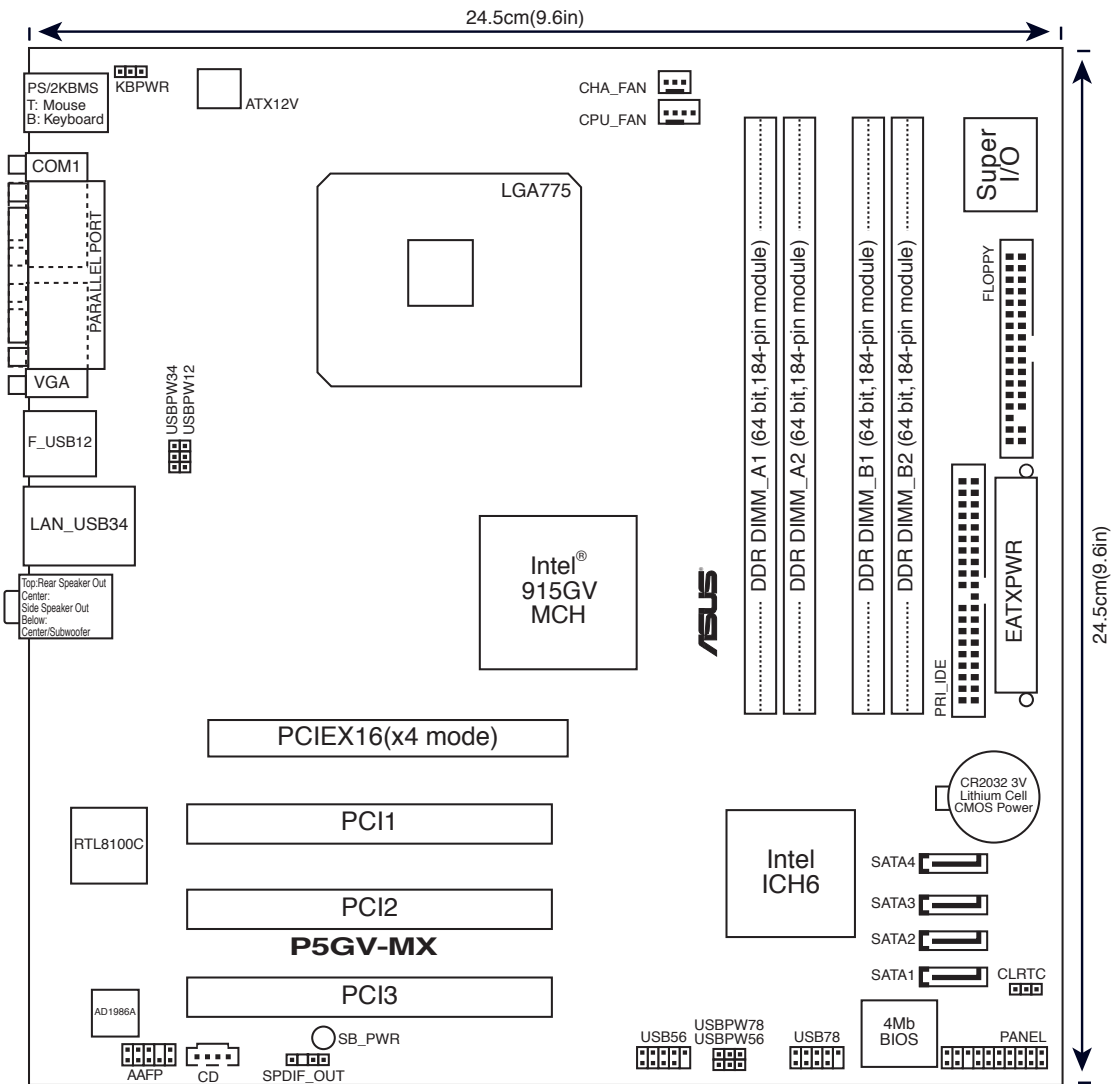 24.5cm(9.6in)
PS/2KBMS
T: Mouse
B: Keyboard
KBPWR
ATX12V
CHA_FAN
CPU_FAN
Super
I/O
COM1
PARALLEL PORT
VGA
LGA775
DDR DIMM_A1 (64 bit,184-pin module)
DDR DIMM_A2 (64 bit,184-pin module)
DDR DIMM_B1 (64 bit,184-pin module)
DDR DIMM_B2 (64 bit,184-pin module)
FLOPPY
USBPW34
USBPW12
F_USB12
LAN_USB34
Top:Rear Speaker Out
Center:
Side Speaker Out
Below:
Center/Subwoofer
Intel®
915GV
MCH
ASUS
PRI_IDE
EATXPWR
24.5cm(9.6in)
PCIEX16(x4 mode)
CR2032 3V
Lithium Cell
CMOS Power
RTL8100C
PCI1
Intel
ICH6
SATA4
SATA3
SATA2
SATA1
PCI2
P5GV-MX
CLRTC
PCI3
AD1986A
SB_PWR
AAFP
CD
SPDIF_OUT
USB56
USBPW78
USBPW56
USB78
4Mb
BIOS
PANEL